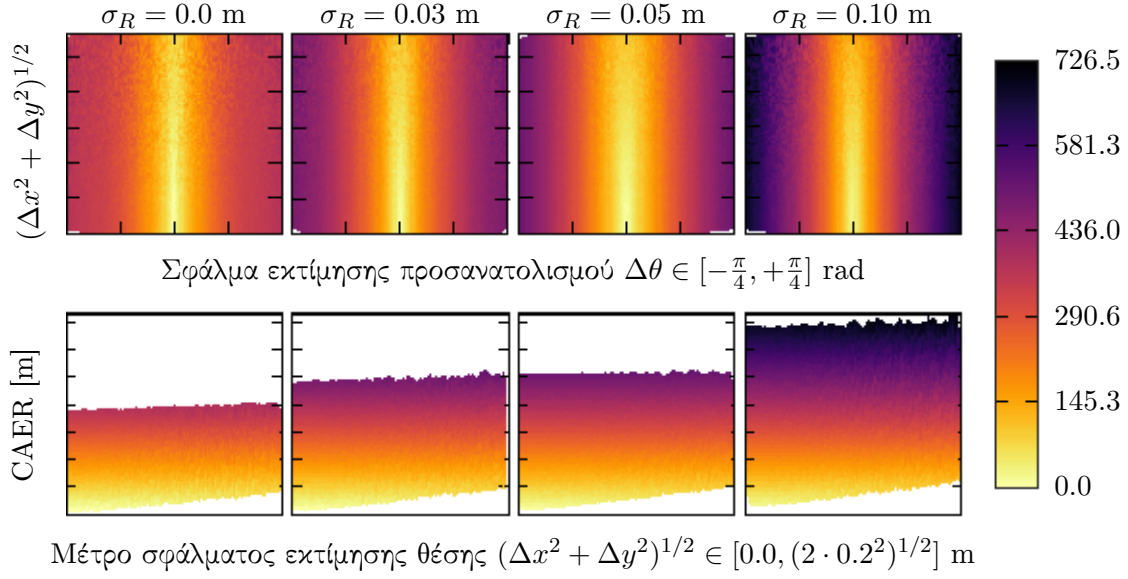 σ_R = 0.0 m
σ_R = 0.03 m
σ_R = 0.05 m
σ_R = 0.10 m
(Δx² + Δy²)^{1/2}
Σφάλμα εκτίμησης προσανατολισμού Δθ ∈ [−π/4, +π/4] rad
CAER [m]
Μέτρο σφάλματος εκτίμησης θέσης (Δx² + Δy²)^{1/2} ∈ [0.0, (2 · 0.2²)^{1/2}] m
726.5
581.3
436.0
290.6
145.3
0.0